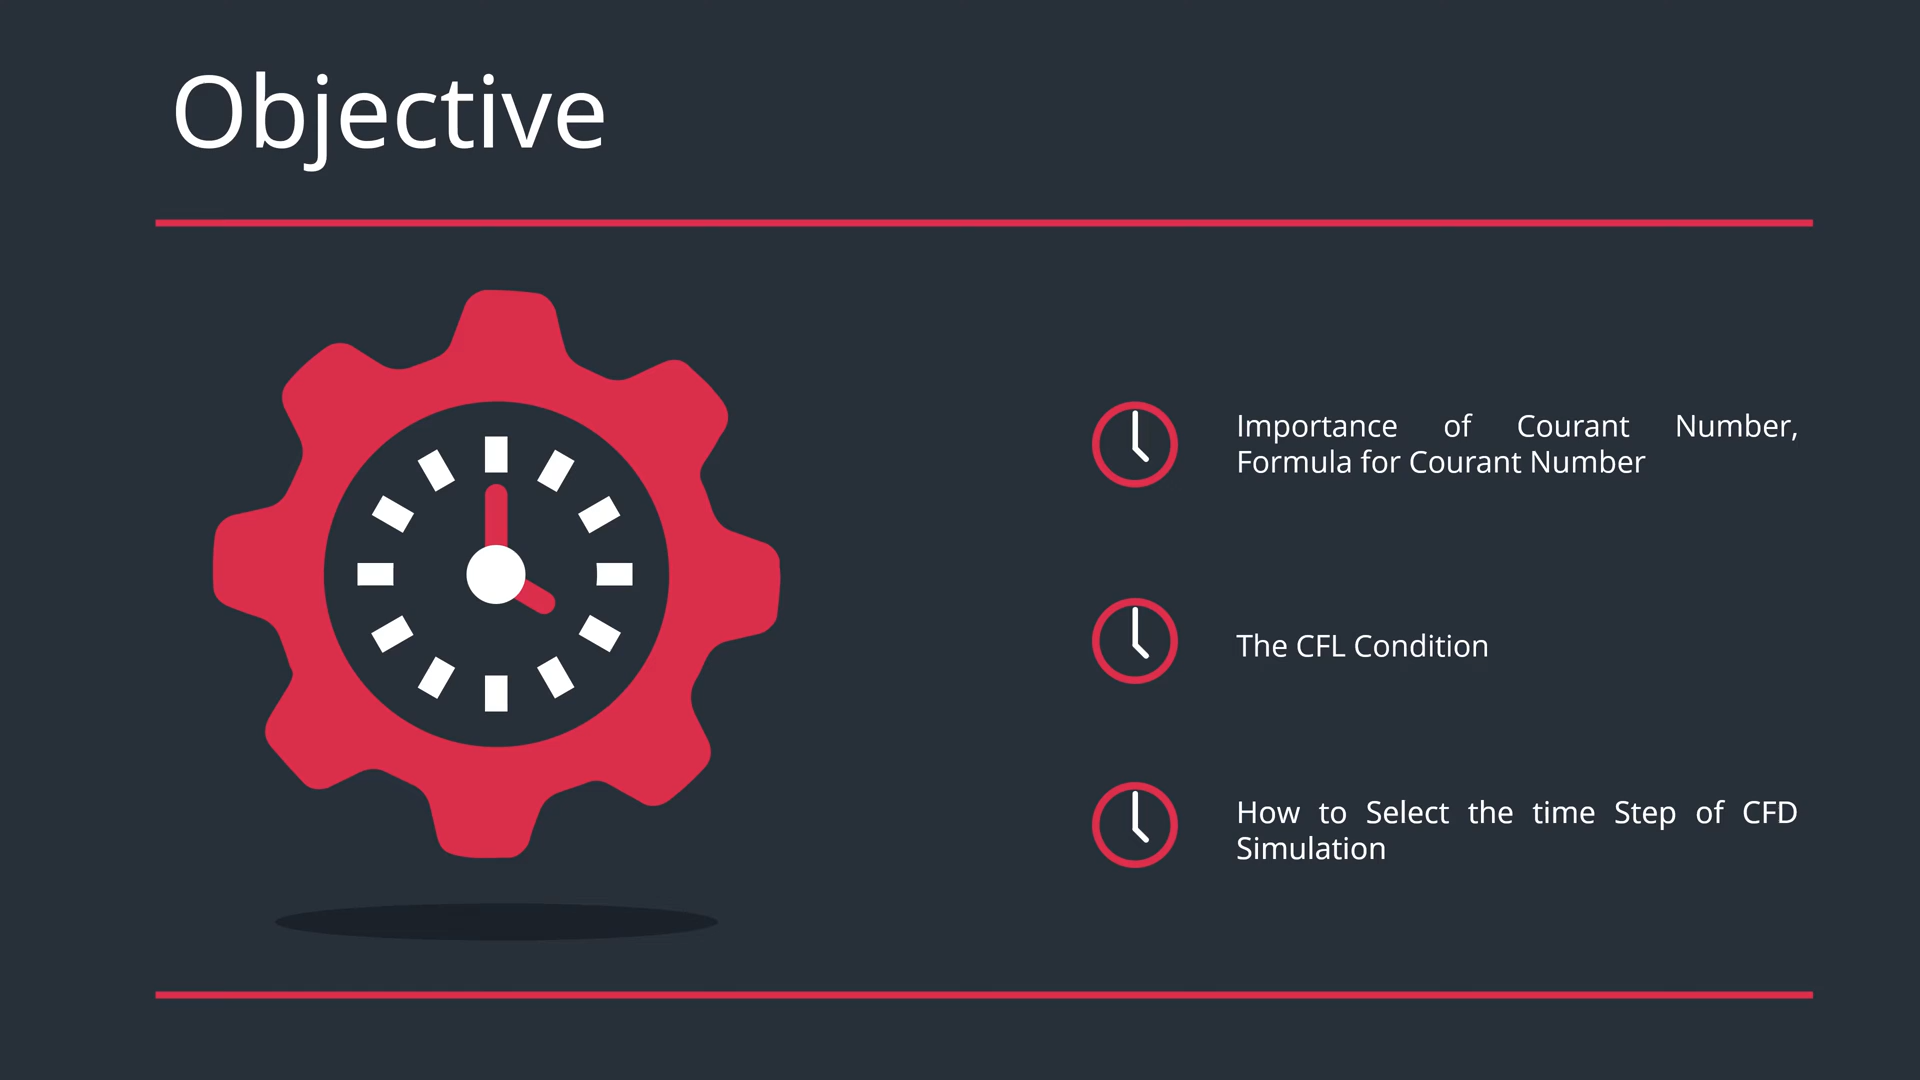 Objective
Importance of Courant Number,
Formula for Courant Number
The CFL Condition
How to Select the time Step of CFD
Simulation